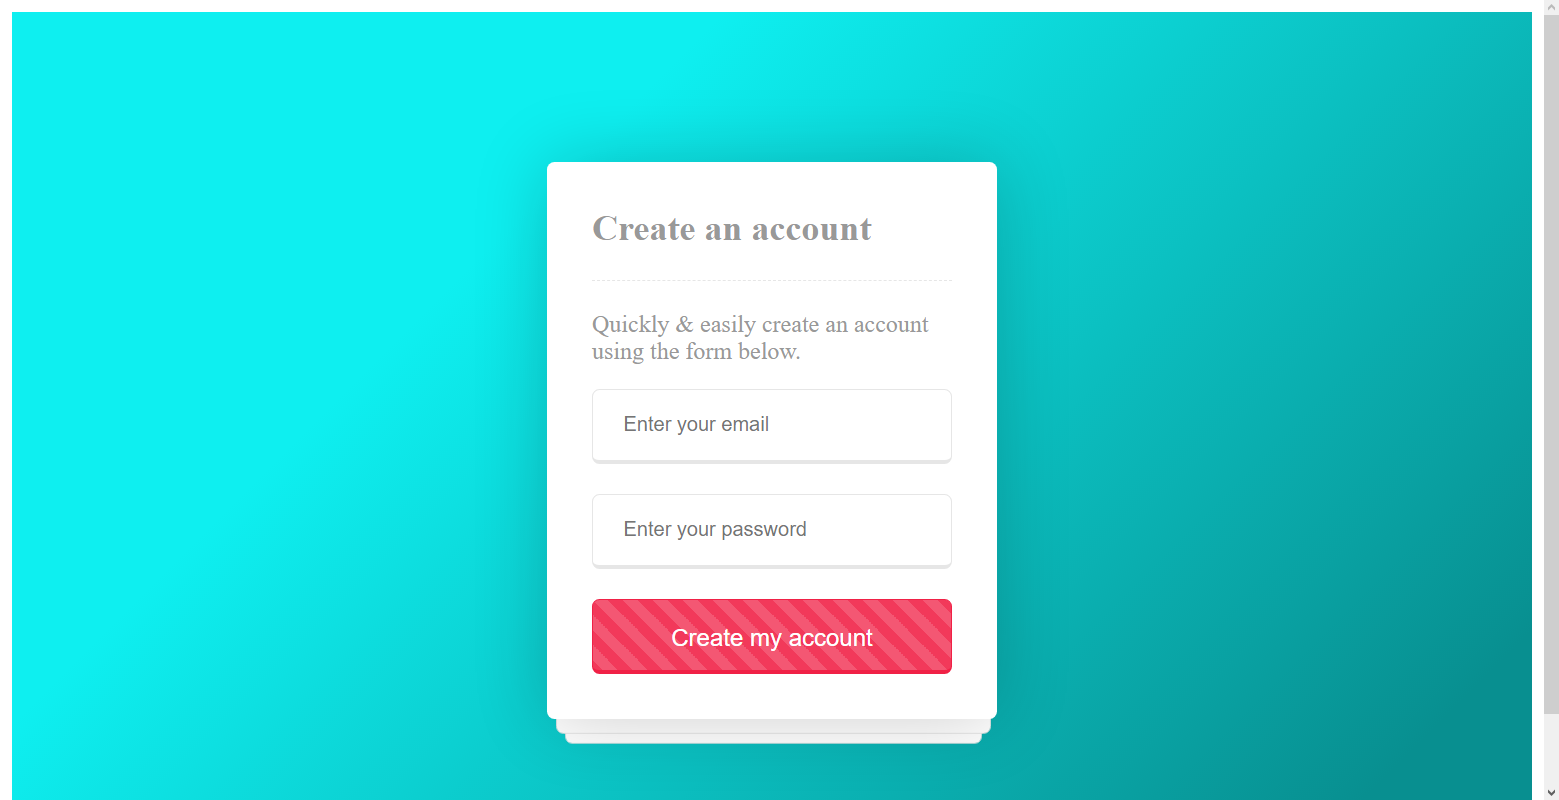 Create an account
Quickly & easily create an account
using the form below.
Enter your email
Enter your password
Create my account